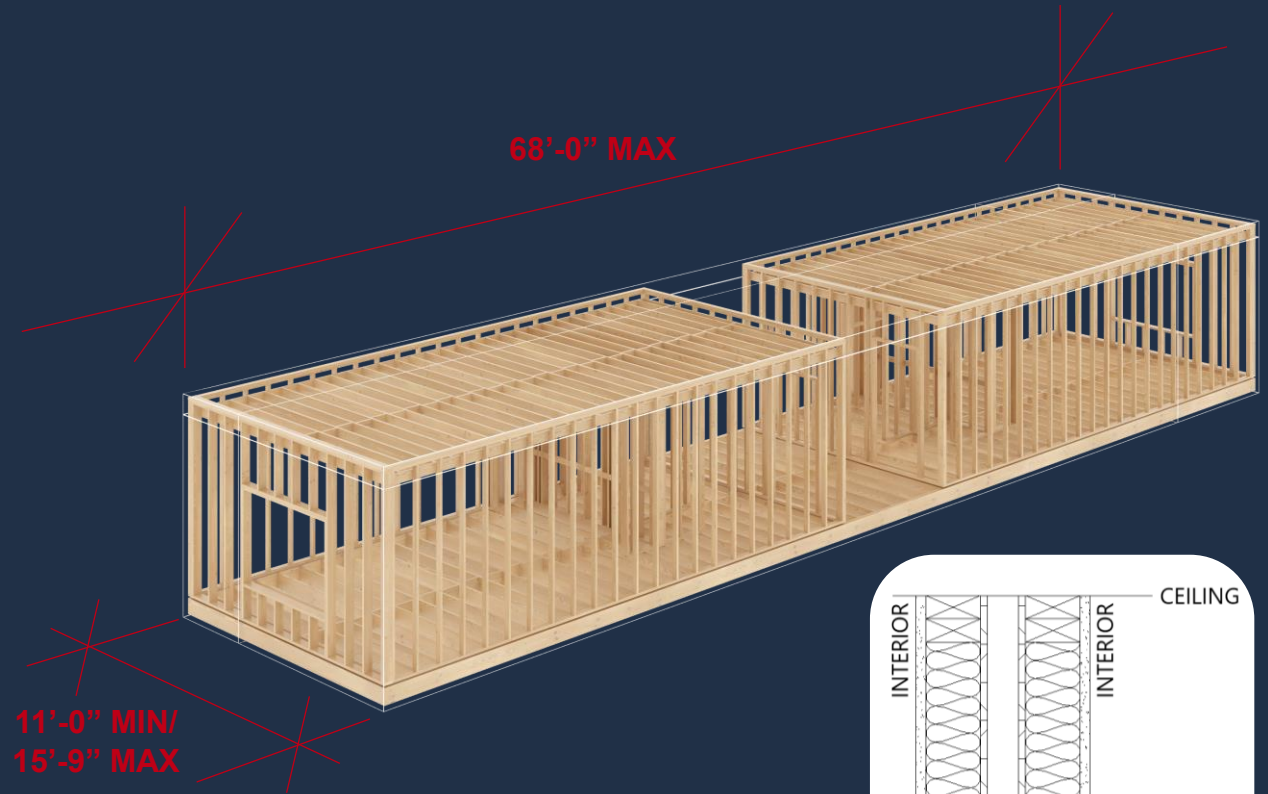 68’-0” MAX
11’-0” MIN/
15’-9” MAX
CEILING
INTERIOR
INTERIOR